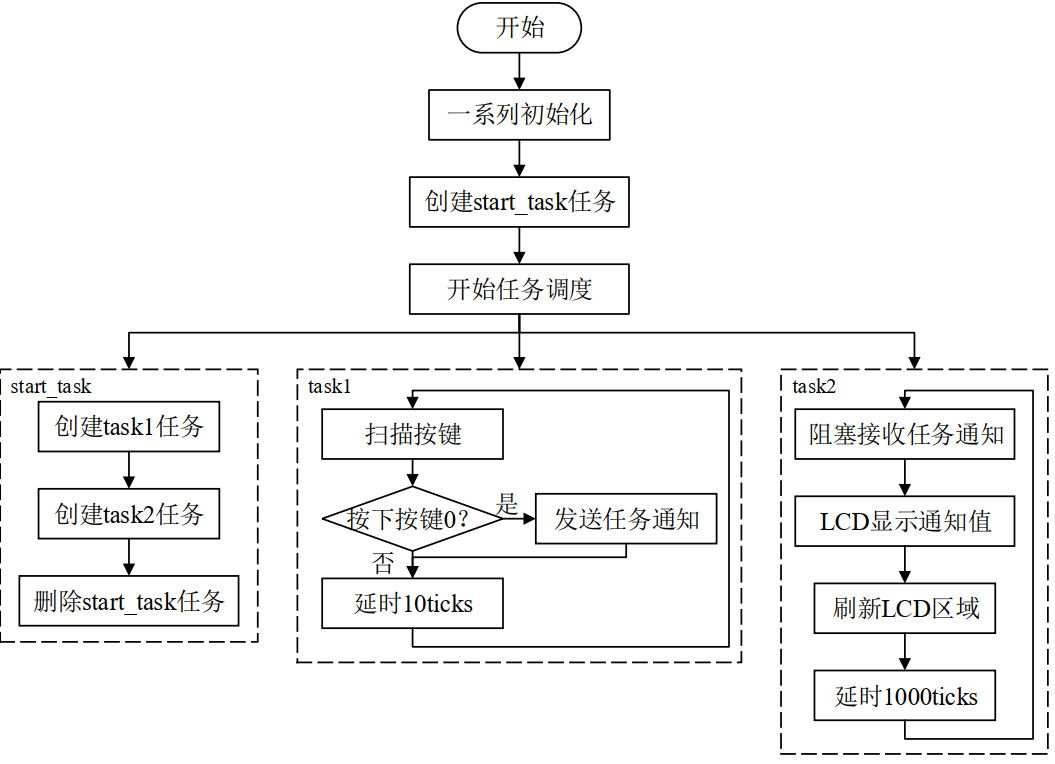 开始
一系列初始化
创建start_task任务
开始任务调度
start_task
创建task1任务
创建task2任务
删除start_task任务
task1
扫描按键
按下按键0?
是
发送任务通知
否
延时10ticks
task2
阻塞接收任务通知
LCD显示通知值
刷新LCD区域
延时1000ticks